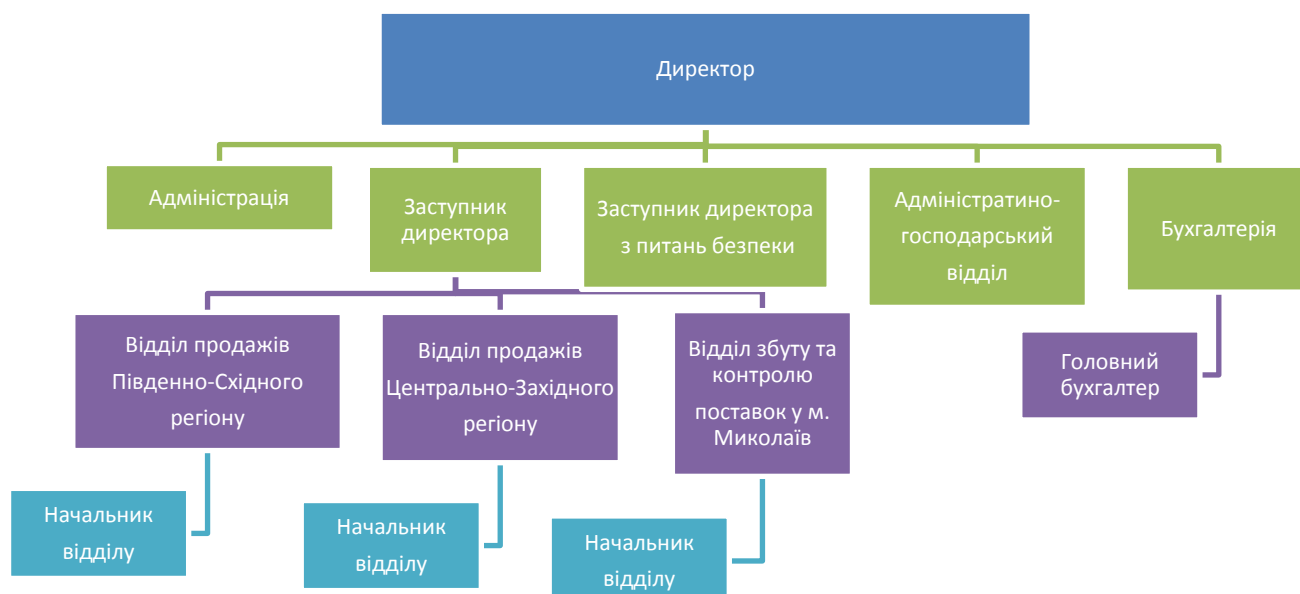 Директор
Адміністрація
Заступник
директора
Заступник директора
з питань безпеки
Адміністратино-
господарський
відділ
Бухгалтерія
Відділ продажів
Південно-Східного
регіону
Відділ продажів
Центрально-Західного
регіону
Відділ збуту та
контролю
поставок у м.
Миколаїв
Головний
бухгалтер
Начальник
відділу
Начальник
відділу
Начальник
відділу